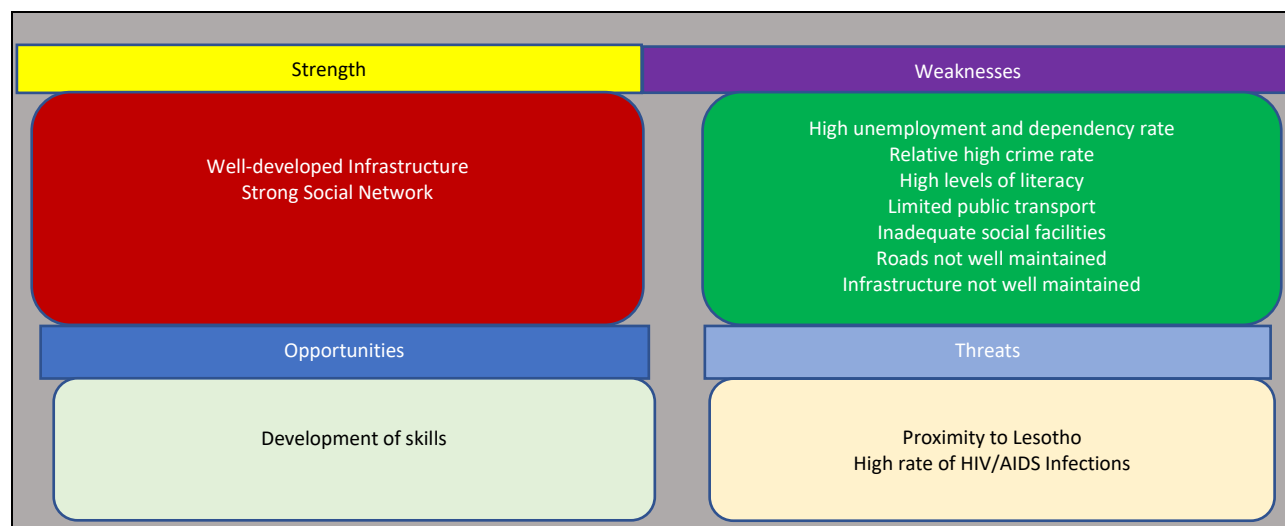 Strength
Weaknesses
Well-developed Infrastructure
Strong Social Network
High unemployment and dependency rate
Relative high crime rate
High levels of literacy
Limited public transport
Inadequate social facilities
Roads not well maintained
Infrastructure not well maintained
Opportunities
Threats
Development of skills
Proximity to Lesotho
High rate of HIV/AIDS Infections